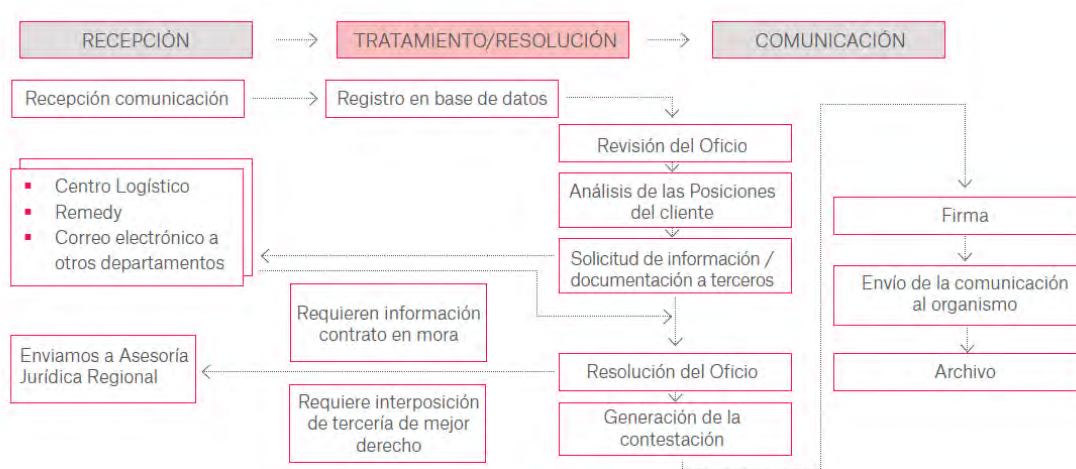 RECEPCIÓN
TRATAMIENTO/RESOLUCIÓN
COMUNICACIÓN
Recepción comunicación
Registro en base de datos
Revisión del Oficio
Análisis de las Posiciones
del cliente
Solicitud de información /
documentación a terceros
▪ Centro Logístico
▪ Remedy
▪ Correo electrónico a
otros departamentos
Requieren información
contrato en mora
Enviamos a Asesoría
Jurídica Regional
Requiere interposición
de tercería de mejor
derecho
Resolución del Oficio
Generación de la
contestación
Firma
Envío de la comunicación
al organismo
Archivo